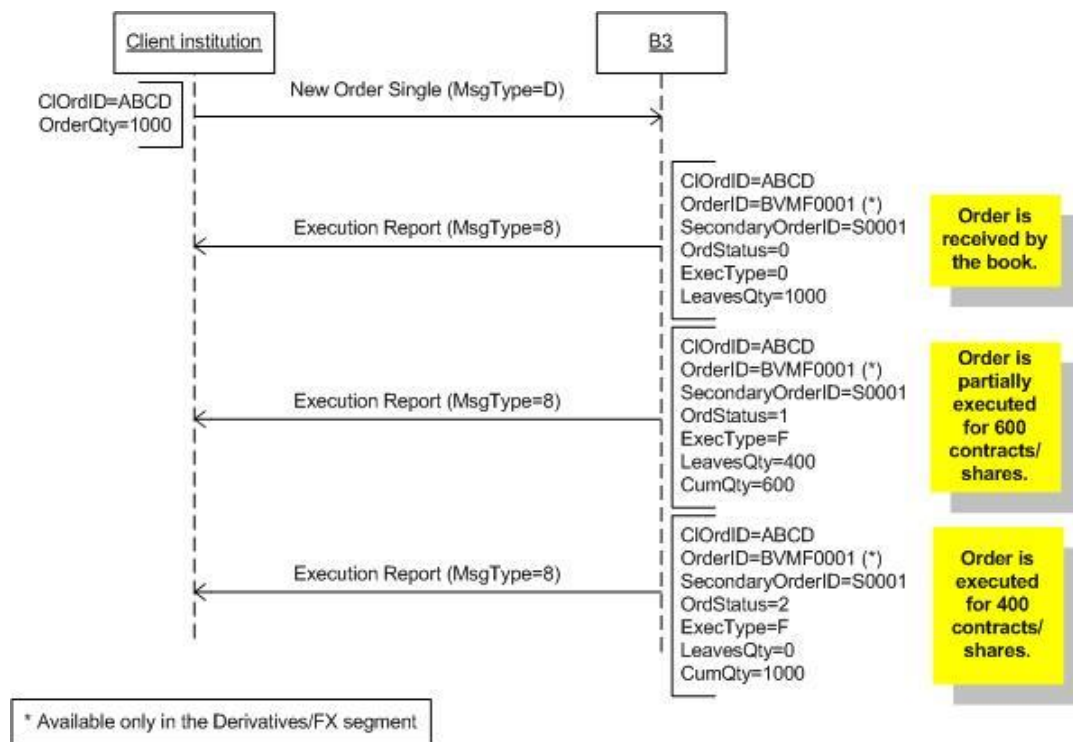 Client institution
B3
New Order Single (MsgType=D)
ClOrdID=ABCD
OrderQty=1000
ClOrdID=ABCD
OrderID=BVMF0001 (*)
SecondaryOrderID=S0001
OrdStatus=0
ExecType=0
LeavesQty=1000
Execution Report (MsgType=8)
Order is
received by
the book.
ClOrdID=ABCD
OrderID=BVMF0001 (*)
SecondaryOrderID=S0001
OrdStatus=1
ExecType=F
LeavesQty=400
CumQty=600
Execution Report (MsgType=8)
Order is
partially
executed
for 600
contracts/
shares.
ClOrdID=ABCD
OrderID=BVMF0001 (*)
SecondaryOrderID=S0001
OrdStatus=2
ExecType=F
LeavesQty=0
CumQty=1000
Execution Report (MsgType=8)
Order is
executed
for 400
contracts/
shares.
* Available only in the Derivatives/FX segment